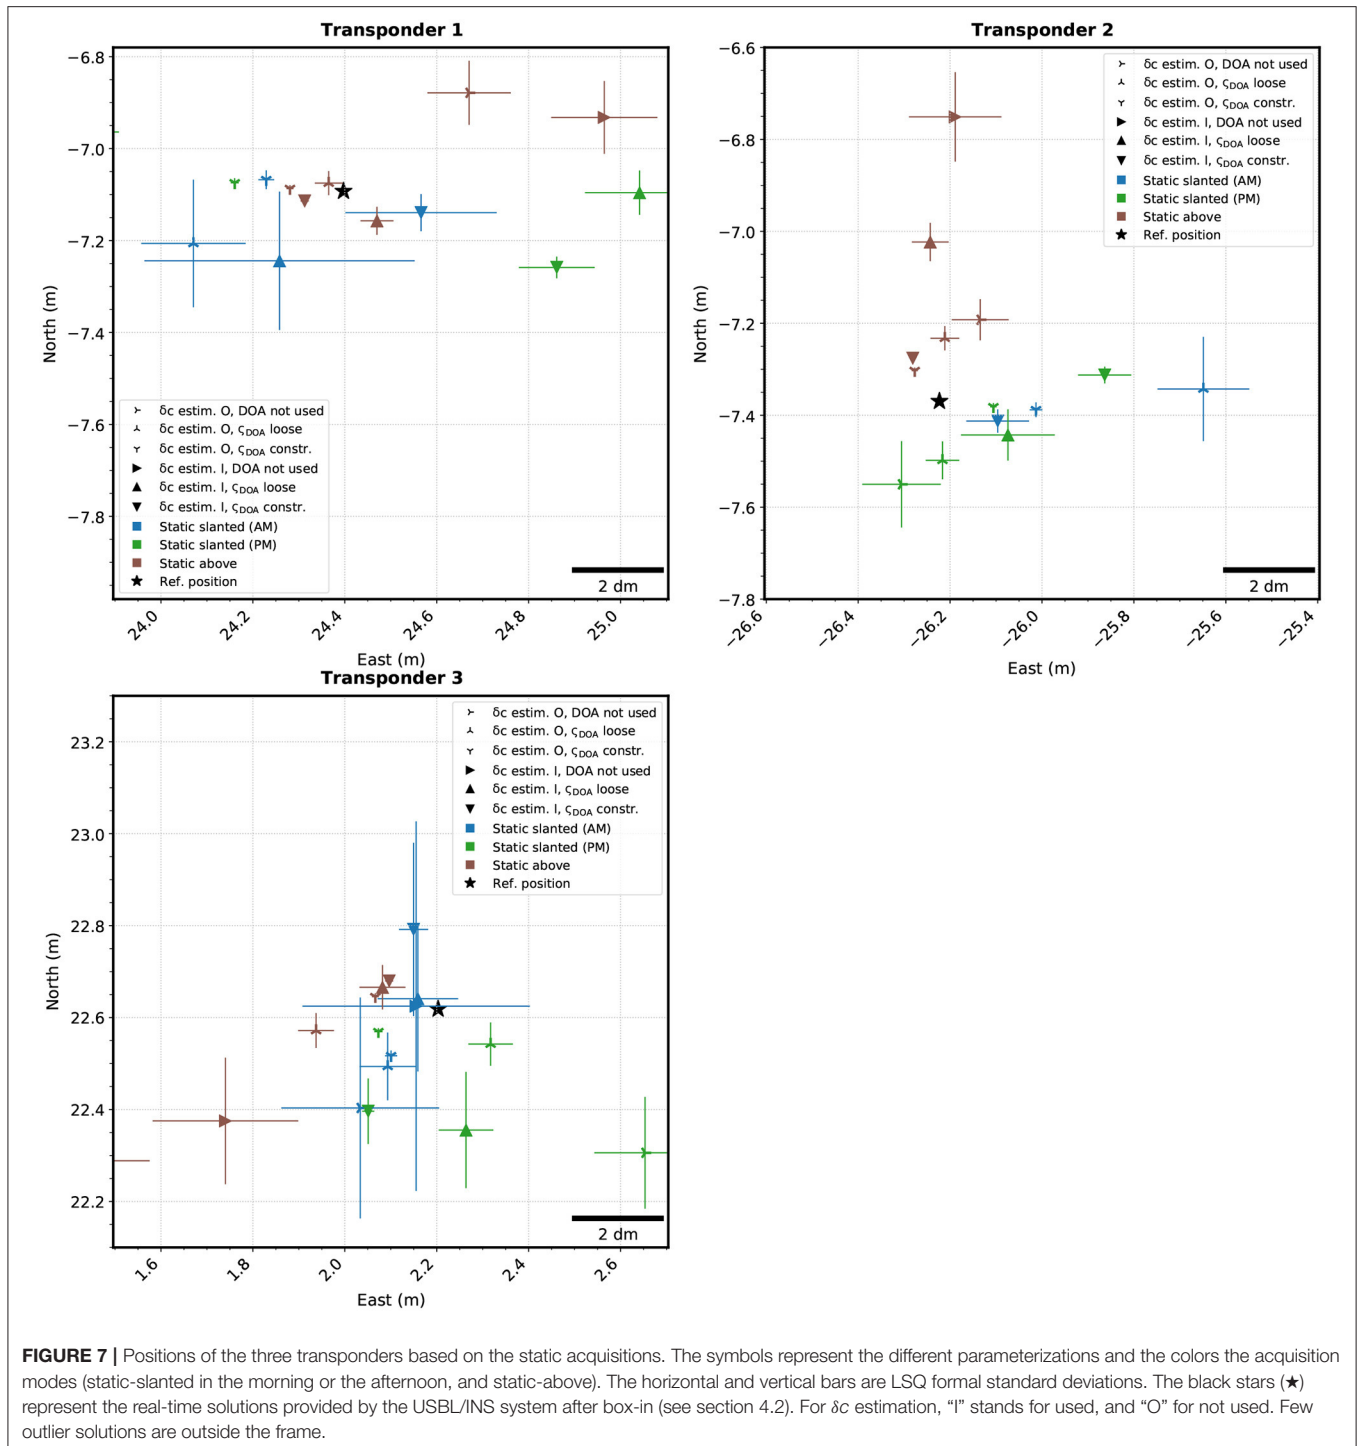 Transponder 1
−6.8
−7.0
−7.2
−7.4
−7.6
−7.8
North (m)
δc estim. O, DOA not used
δc estim. O, ςDOA loose
δc estim. O, ςDOA constr.
δc estim. I, DOA not used
δc estim. I, ςDOA loose
δc estim. I, ςDOA constr.
Static slanted (AM)
Static slanted (PM)
Static above
Ref. position
2 dm
24.0
24.2
24.4
24.6
24.8
25.0
East (m)
Transponder 2
−6.6
−6.8
−7.0
−7.2
−7.4
−7.6
−7.8
North (m)
δc estim. O, DOA not used
δc estim. O, ςDOA loose
δc estim. O, ςDOA constr.
δc estim. I, DOA not used
δc estim. I, ςDOA loose
δc estim. I, ςDOA constr.
Static slanted (AM)
Static slanted (PM)
Static above
Ref. position
2 dm
−26.6
−26.4
−26.2
−26.0
−25.8
−25.6
−25.4
East (m)
Transponder 3
23.2
23.0
22.8
22.6
22.4
22.2
North (m)
δc estim. O, DOA not used
δc estim. O, ςDOA loose
δc estim. O, ςDOA constr.
δc estim. I, DOA not used
δc estim. I, ςDOA loose
δc estim. I, ςDOA constr.
Static slanted (AM)
Static slanted (PM)
Static above
Ref. position
2 dm
1.6
1.8
2.0
2.2
2.4
2.6
East (m)
FIGURE 7 | Positions of the three transponders based on the static acquisitions. The symbols represent the different parameterizations and the colors the acquisition
modes (static-slanted in the morning or the afternoon, and static-above). The horizontal and vertical bars are LSQ formal standard deviations. The black stars (★)
represent the real-time solutions provided by the USBL/INS system after box-in (see section 4.2). For δc estimation, “I” stands for used, and “O” for not used. Few
outlier solutions are outside the frame.